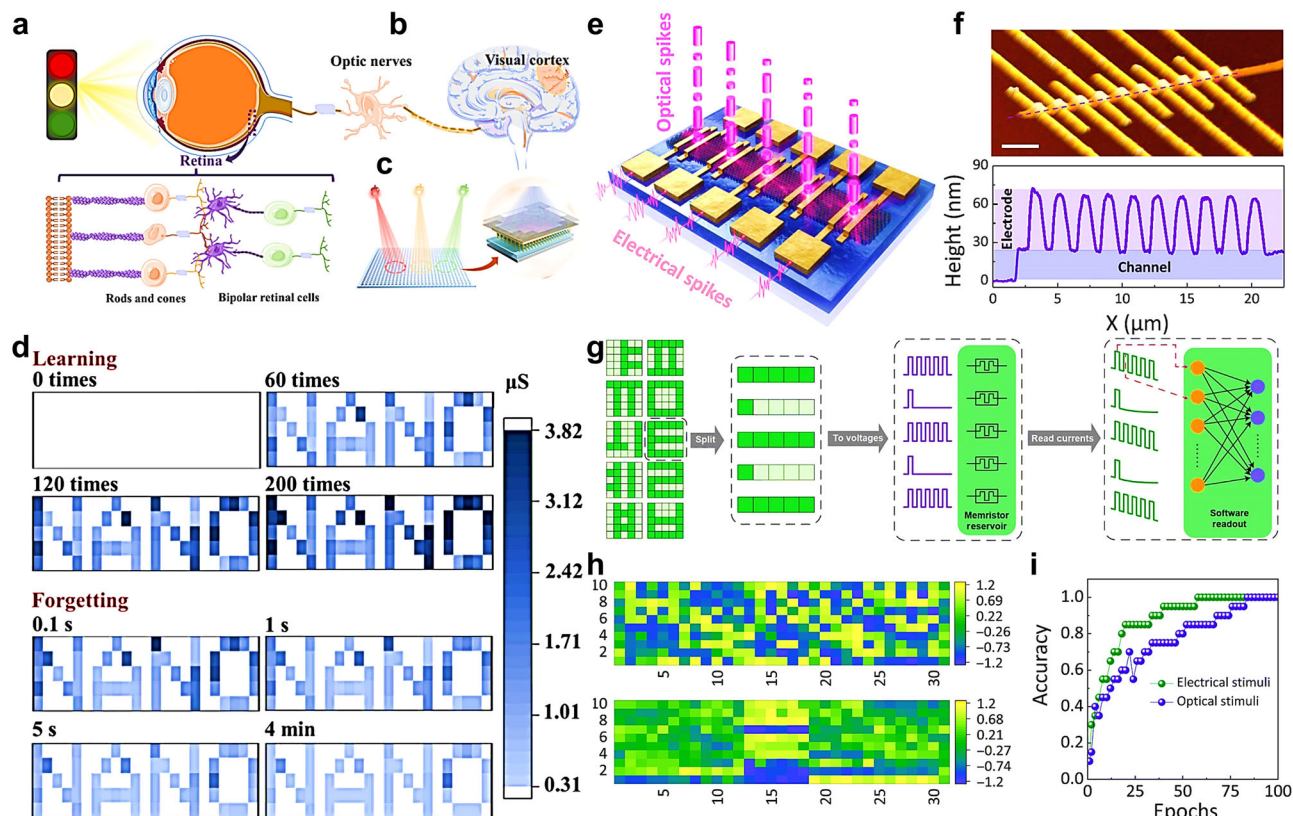 a
b
Optic nerves
Visual cortex
Retina
c
Rods and cones
Bipolar retinal cells
d
Learning
0 times
60 times
120 times
200 times
Forgetting
0.1 s
1 s
5 s
4 min
μS
3.82
3.12
2.42
1.71
1.01
0.31
e
Optical spikes
Electrical spikes
f
Height (nm)
90
60
30
0
Electrode
Channel
0
5
10
15
20
X (μm)
g
Split
To voltages
Memristor
reservoir
Read currents
Software
readout
h
10
8
6
4
2
5
10
15
20
25
30
1.2
0.69
0.21
−0.26
−0.73
−1.2
10
8
6
4
2
5
10
15
20
25
30
1.2
0.68
0.21
−0.27
−0.74
−1.2
i
Accuracy
1.0
0.8
0.6
0.4
0.2
0.0
Electrical stimuli
Optical stimuli
0
25
50
75
100
Epochs